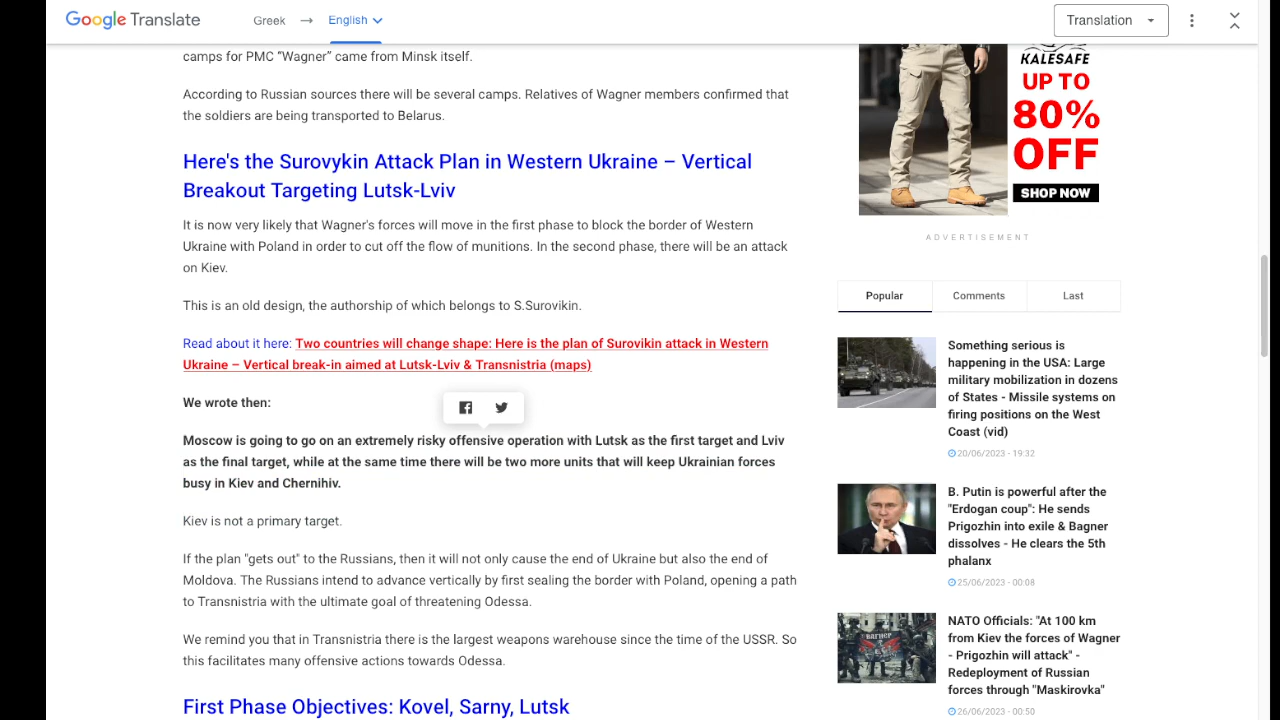 Google Translate
Greek → English
Translation
camps for PMC “Wagner” came from Minsk itself.
According to Russian sources there will be several camps. Relatives of Wagner members confirmed that
the soldiers are being transported to Belarus.
Here's the Surovykin Attack Plan in Western Ukraine – Vertical
Breakout Targeting Lutsk-Lviv
It is now very likely that Wagner's forces will move in the first phase to block the border of Western
Ukraine with Poland in order to cut off the flow of munitions. In the second phase, there will be an attack
on Kiev.
This is an old design, the authorship of which belongs to S.Surovikin.
Read about it here: Two countries will change shape: Here is the plan of Surovikin attack in Western
Ukraine – Vertical break-in aimed at Lutsk-Lviv & Transnistria (maps)
We wrote then:
Moscow is going to go on an extremely risky offensive operation with Lutsk as the first target and Lviv
as the final target, while at the same time there will be two more units that will keep Ukrainian forces
busy in Kiev and Chernihiv.
Kiev is not a primary target.
If the plan "gets out" to the Russians, then it will not only cause the end of Ukraine but also the end of
Moldova. The Russians intend to advance vertically by first sealing the border with Poland, opening a path
to Transnistria with the ultimate goal of threatening Odessa.
We remind you that in Transnistria there is the largest weapons warehouse since the time of the USSR. So
this facilitates many offensive actions towards Odessa.
First Phase Objectives: Kovel, Sarny, Lutsk
KALESAFE
UP TO
80%
OFF
SHOP NOW
ADVERTISEMENT
Popular
Comments
Last
Something serious is
happening in the USA: Large
military mobilization in dozens
of States - Missile systems on
firing positions on the West
Coast (vid)
20/06/2023 - 19:32
B. Putin is powerful after the
"Erdogan coup": He sends
Prigozhin into exile & Bagner
dissolves - He clears the 5th
phalanx
25/06/2023 - 00:08
ВАГНЕР
NATO Officials: "At 100 km
from Kiev the forces of Wagner
- Prigozhin will attack" -
Redeployment of Russian
forces through "Maskirovka"
26/06/2023 - 00:50